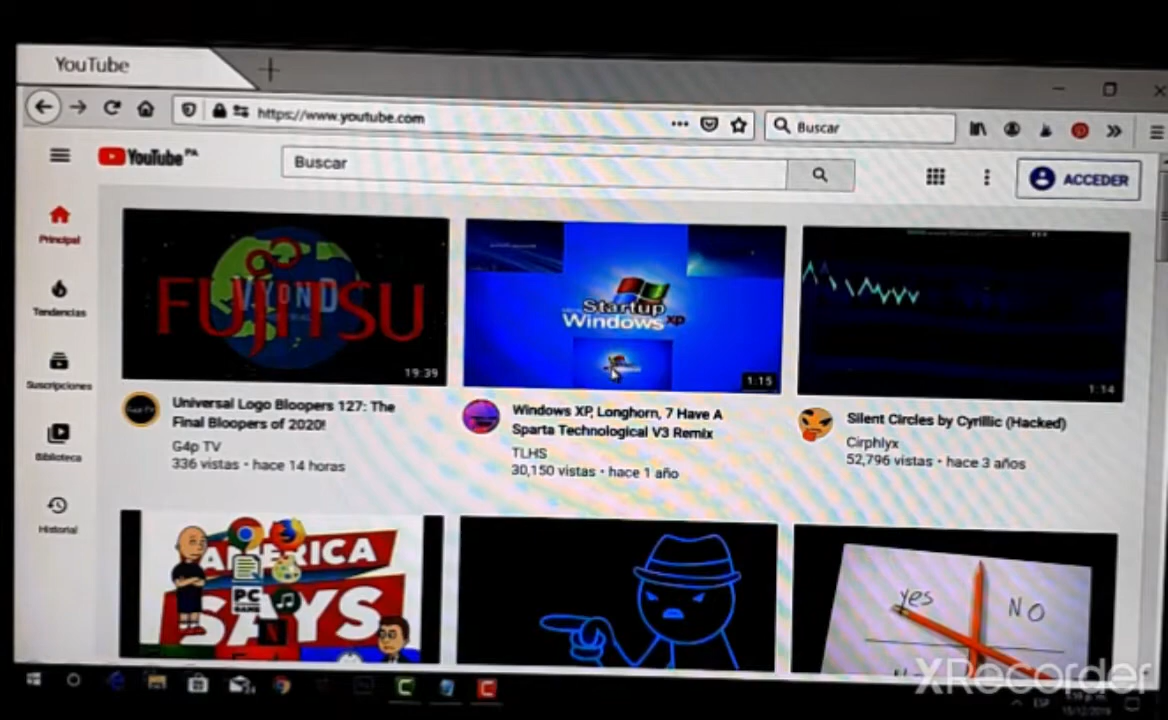 YouTube
https://www.youtube.com
Buscar
YouTube PA
Buscar
ACCEDER
Principal
Tendencias
Suscripciones
Biblioteca
Historial
VYOND
FUJITSU
19:39
Startup
Windows xp
1:15
1:14
Universal Logo Bloopers 127: The
Final Bloopers of 2020!
G4p TV
336 vistas • hace 14 horas
Windows XP, Longhorn, 7 Have A
Sparta Technological V3 Remix
TLHS
30,150 vistas • hace 1 año
Silent Circles by Cyrillic (Hacked)
Cirphlyx
52,796 vistas • hace 3 años
AMERICA
SAYS
PC
yes
NO
XRecorder
ESP